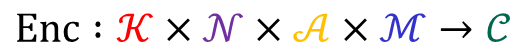 Enc : 𝒦 × 𝒩 × 𝒜 × ℳ → 𝒞